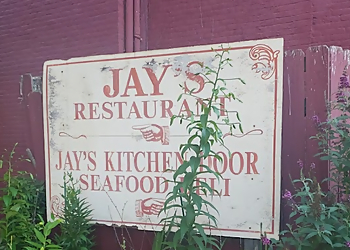 JAY'S
RESTAURANT
JAY'S KITCHEN DOOR
SEAFOOD DELI